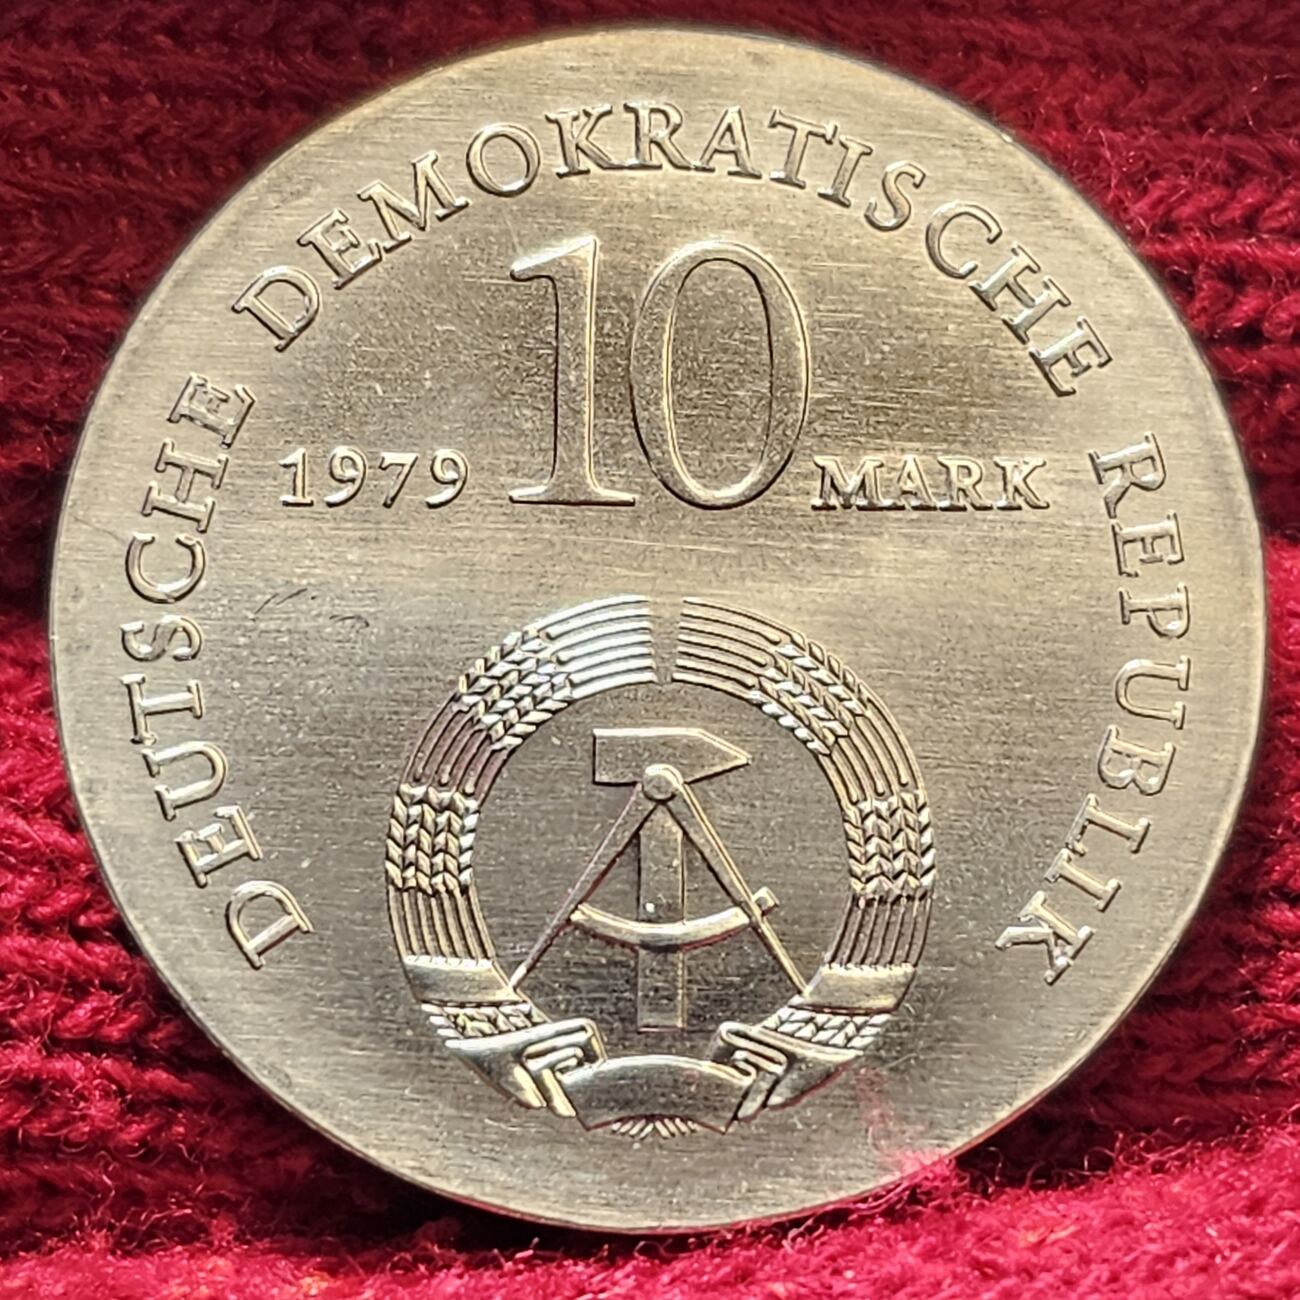 DEUTSCHE DEMOKRATISCHE REPUBLIK
1979 10 MARK